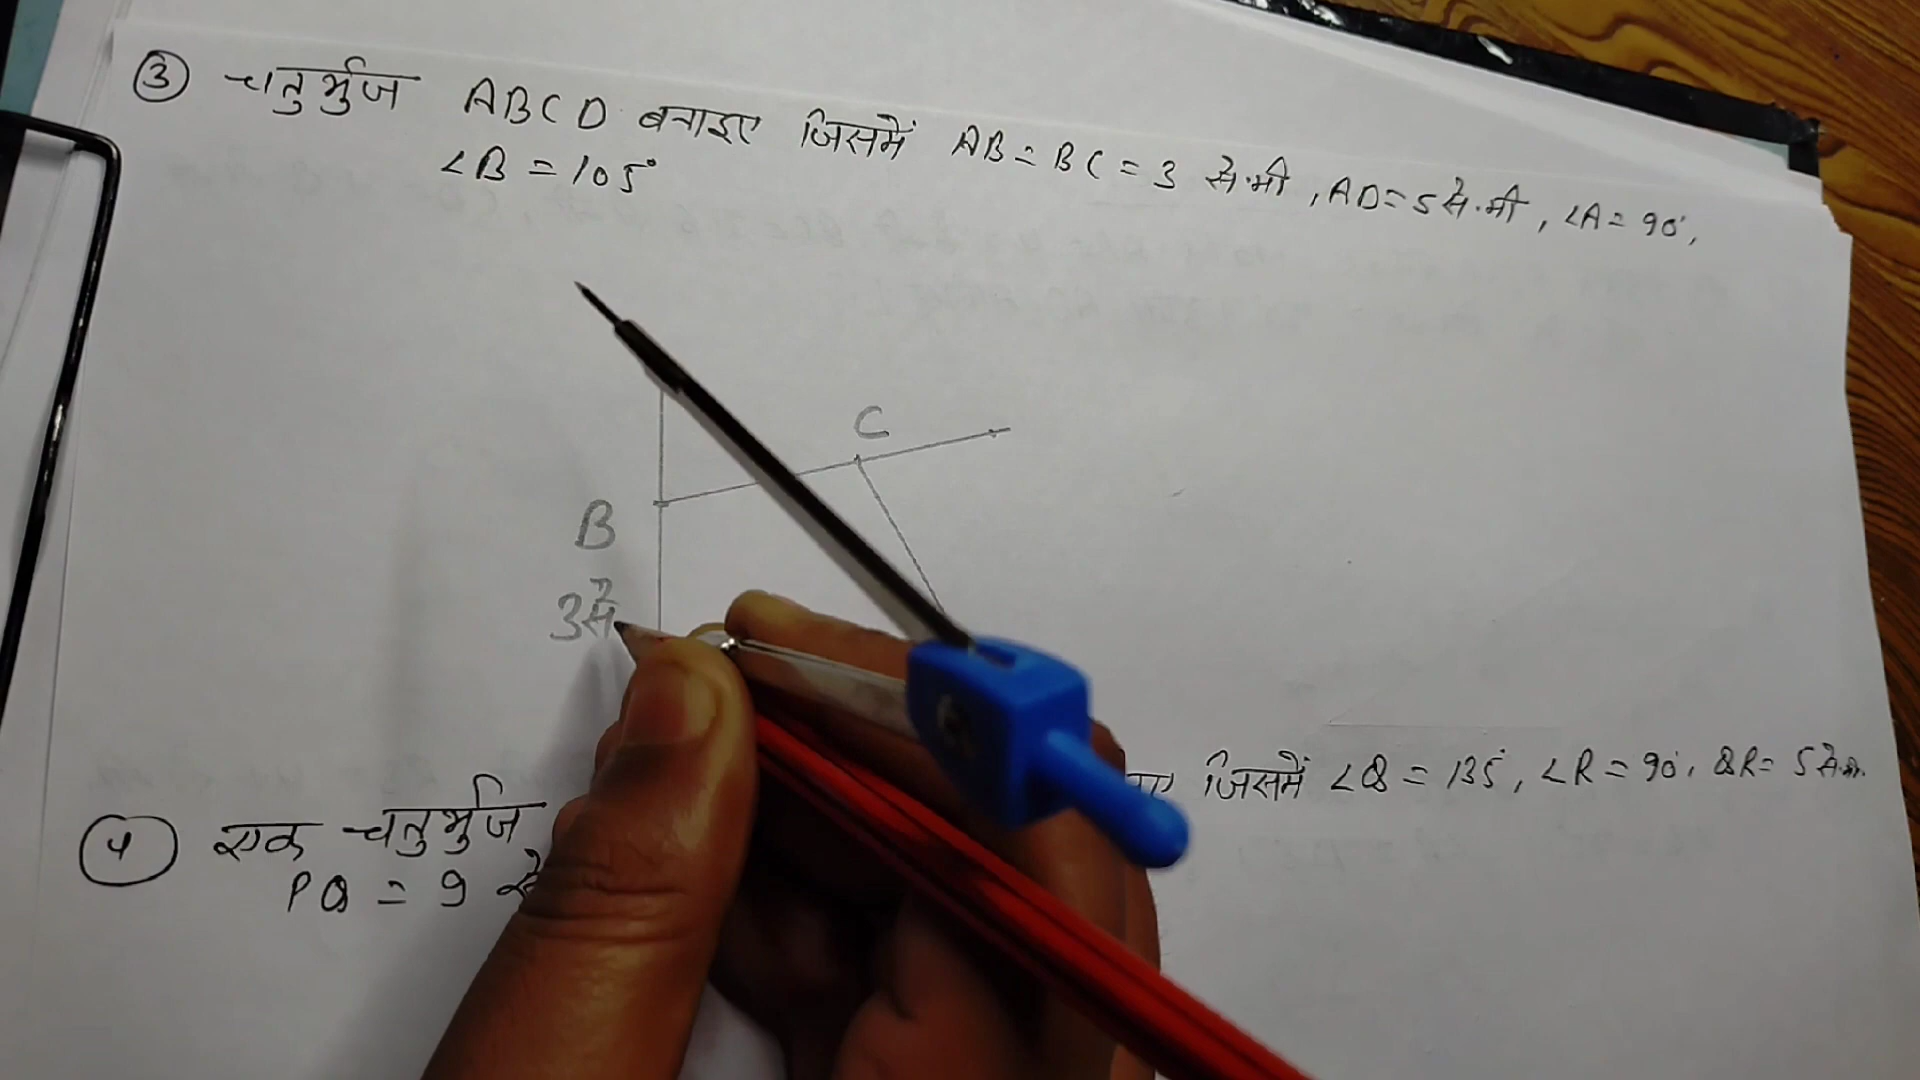 ③ चतुर्भुज ABCD बनाइए जिसमें AB = BC = 3 से.मी, AD = 5 से.मी, ∠A = 90°,
∠B = 105°
C
B
3 से
④ एक चतुर्भुज जिसमें ∠Q = 135°, ∠R = 90°, QR = 5 से.मी.
PQ = 9 से